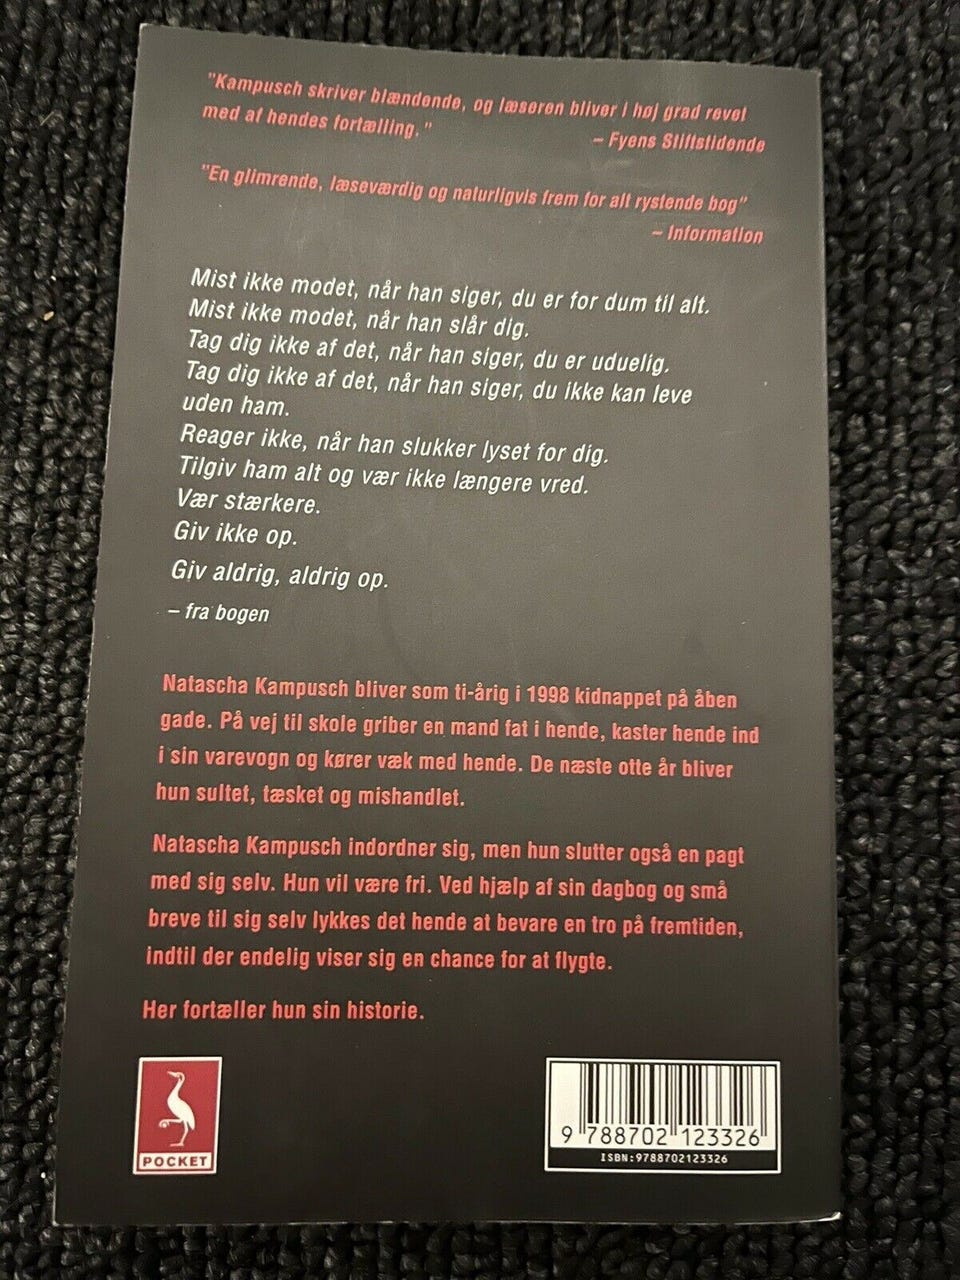 "Kampusch skriver blændende, og læseren bliver i høj grad revet
med af hendes fortælling."
– Fyens Stiftstidende
"En glimrende, læseværdig og naturligvis frem for alt rystende bog"
– Information
Mist ikke modet, når han siger, du er for dum til alt.
Mist ikke modet, når han slår dig.
Tag dig ikke af det, når han siger, du er uduelig.
Tag dig ikke af det, når han siger, du ikke kan leve
uden ham.
Reager ikke, når han slukker lyset for dig.
Tilgiv ham alt og vær ikke længere vred.
Vær stærkere.
Giv ikke op.
Giv aldrig, aldrig op.
– fra bogen
Natascha Kampusch bliver som ti-årig i 1998 kidnappet på åben
gade. På vej til skole griber en mand fat i hende, kaster hende ind
i sin varevogn og kører væk med hende. De næste otte år bliver
hun sultet, tæsket og mishandlet.
Natascha Kampusch indordner sig, men hun slutter også en pagt
med sig selv. Hun vil være fri. Ved hjælp af sin dagbog og små
breve til sig selv lykkes det hende at bevare en tro på fremtiden,
indtil der endelig viser sig en chance for at flygte.
Her fortæller hun sin historie.
POCKET
9 788702 123326
ISBN:9788702123326